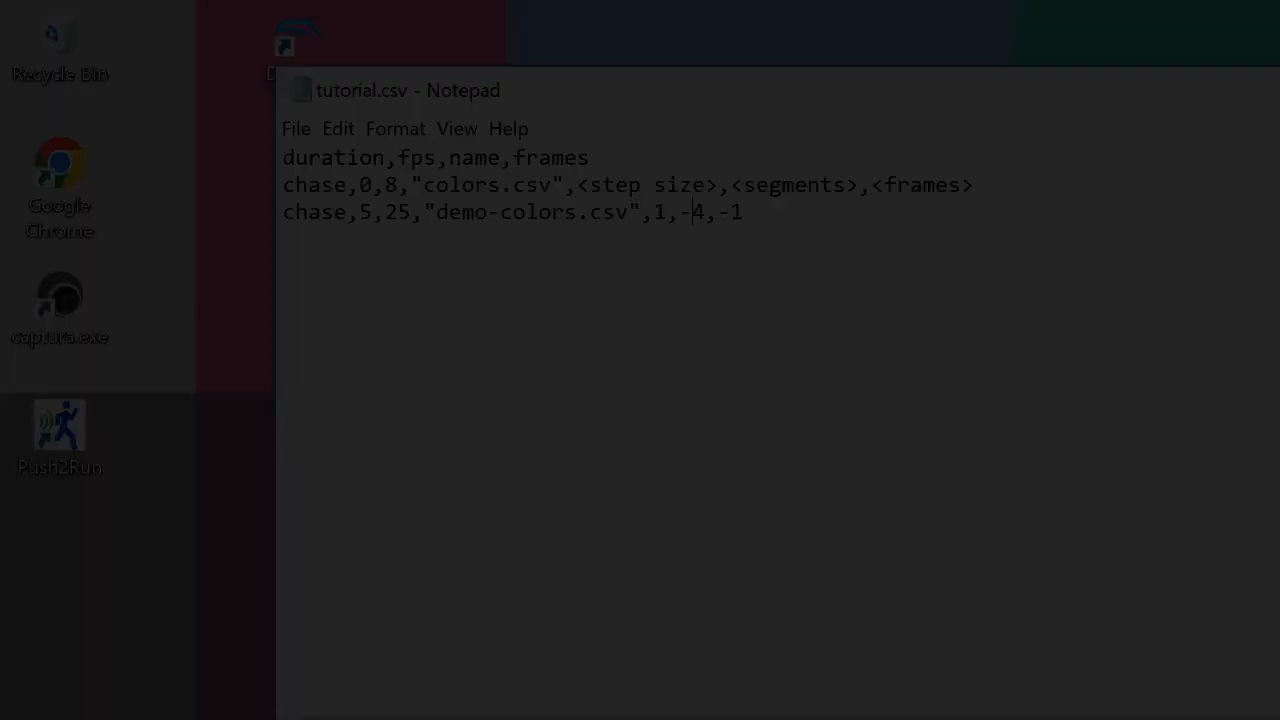 Recycle Bin
tutorial.csv - Notepad
File Edit Format View Help
duration,fps,name,frames
chase,0,8,"colors.csv",<step size>,<segments>,<frames>
chase,5,25,"demo-colors.csv",1,-4,-1
Google
Chrome
captura.exe
Push2Run